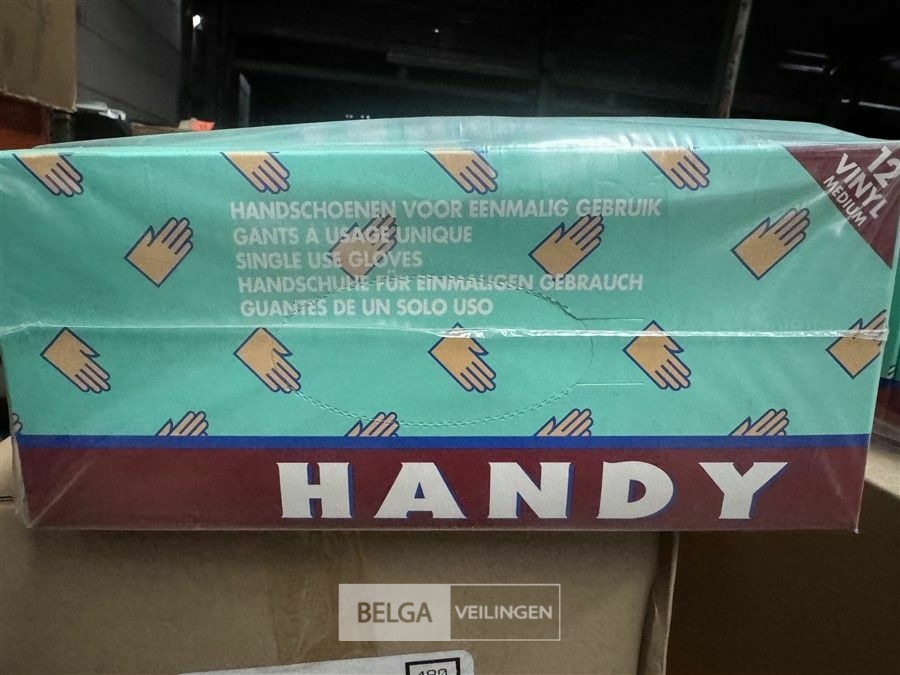 12
VINYL
MEDIUM
HANDSCHOENEN VOOR EENMALIG GEBRUIK
GANTS A USAGE UNIQUE
SINGLE USE GLOVES
HANDSCHUHE FÜR EINMALIGEN GEBRAUCH
GUANTES DE UN SOLO USO
HANDY
BELGA VEILINGEN